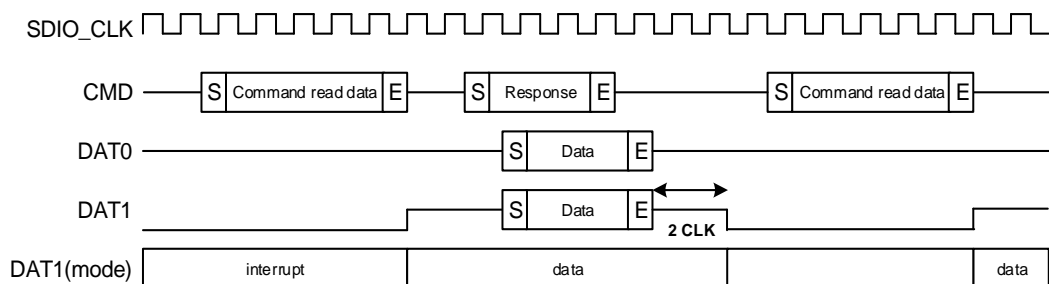 SDIO_CLK
CMD S Command read data E S Response E S Command read data E
DAT0 S Data E
DAT1 S Data E
2 CLK
DAT1(mode) interrupt data data